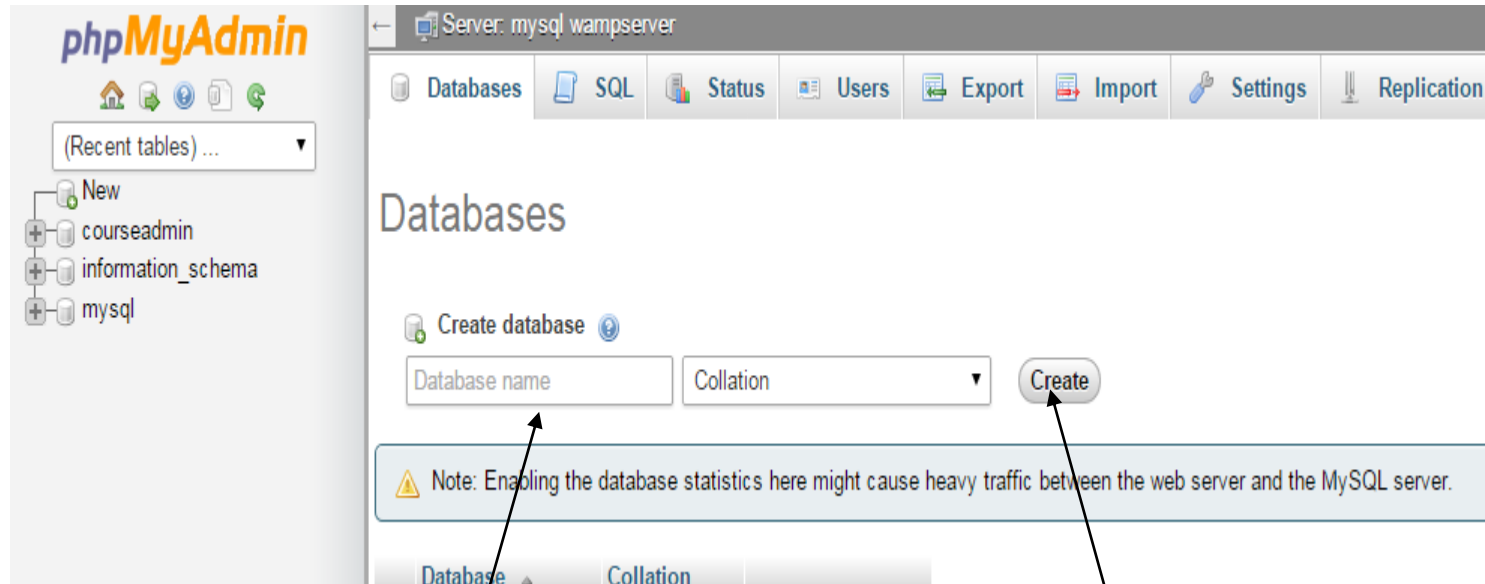 phpMyAdmin
(Recent tables) ...
New
courseadmin
information_schema
mysql
Server: mysql wampserver
Databases SQL Status Users Export Import Settings Replication
Databases
Create database
Database name Collation Create
Note: Enabling the database statistics here might cause heavy traffic between the web server and the MySQL server.
Database Collation